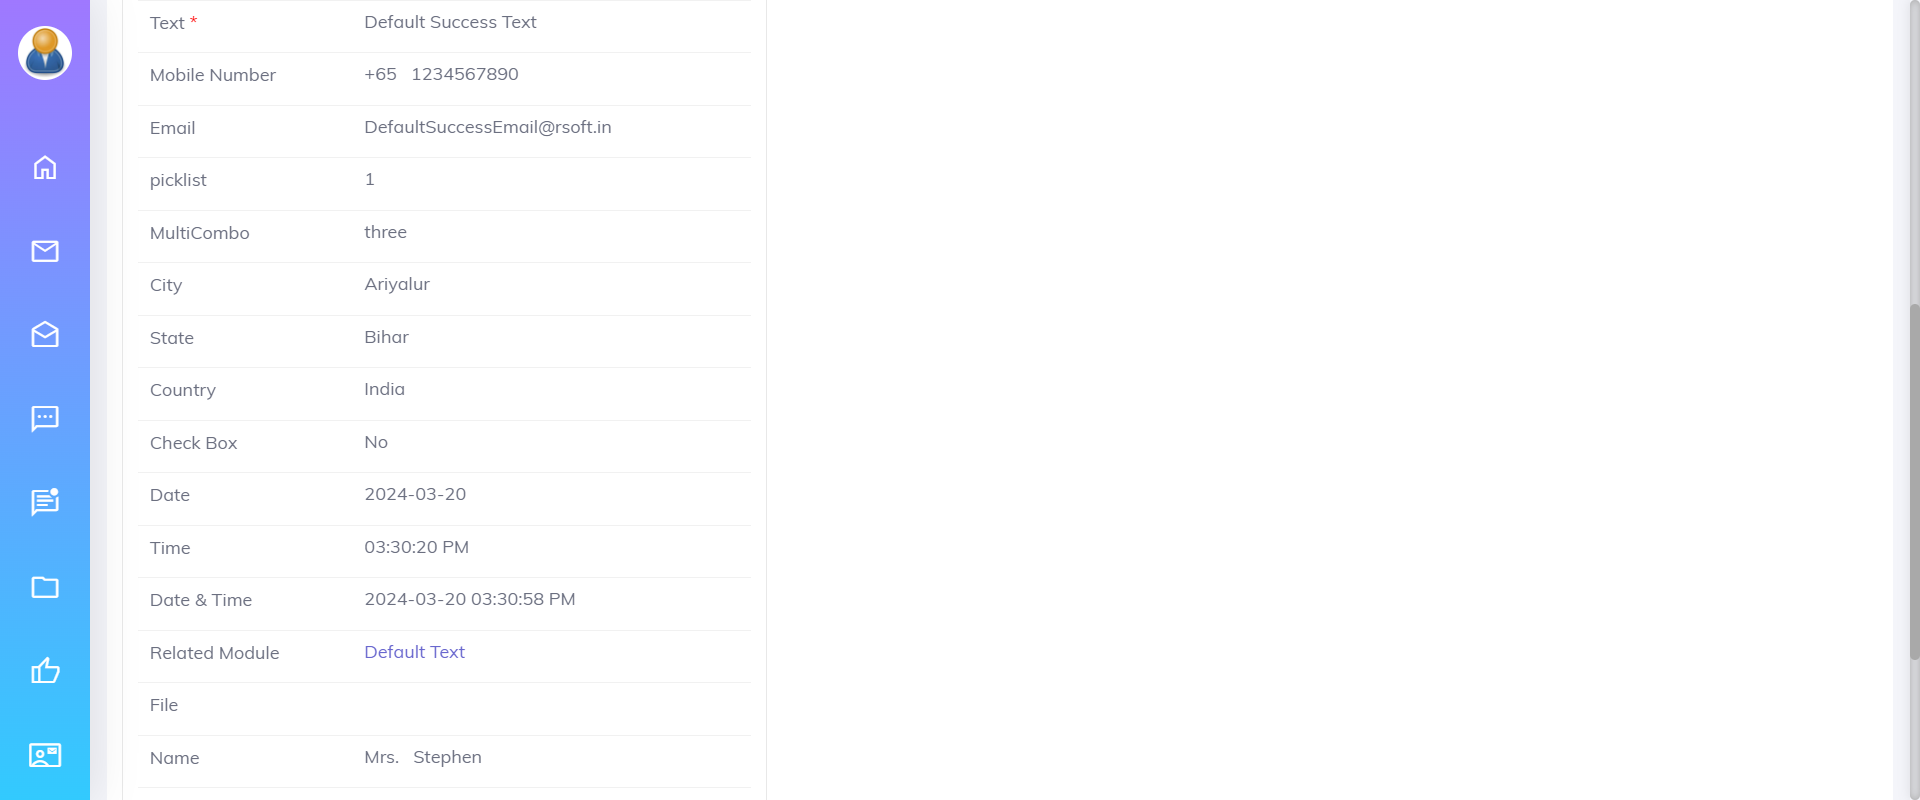 Text * Default Success Text
Mobile Number +65 1234567890
Email DefaultSuccessEmail@rsoft.in
picklist 1
MultiCombo three
City Ariyalur
State Bihar
Country India
Check Box No
Date 2024-03-20
Time 03:30:20 PM
Date & Time 2024-03-20 03:30:58 PM
Related Module Default Text
File
Name Mrs. Stephen